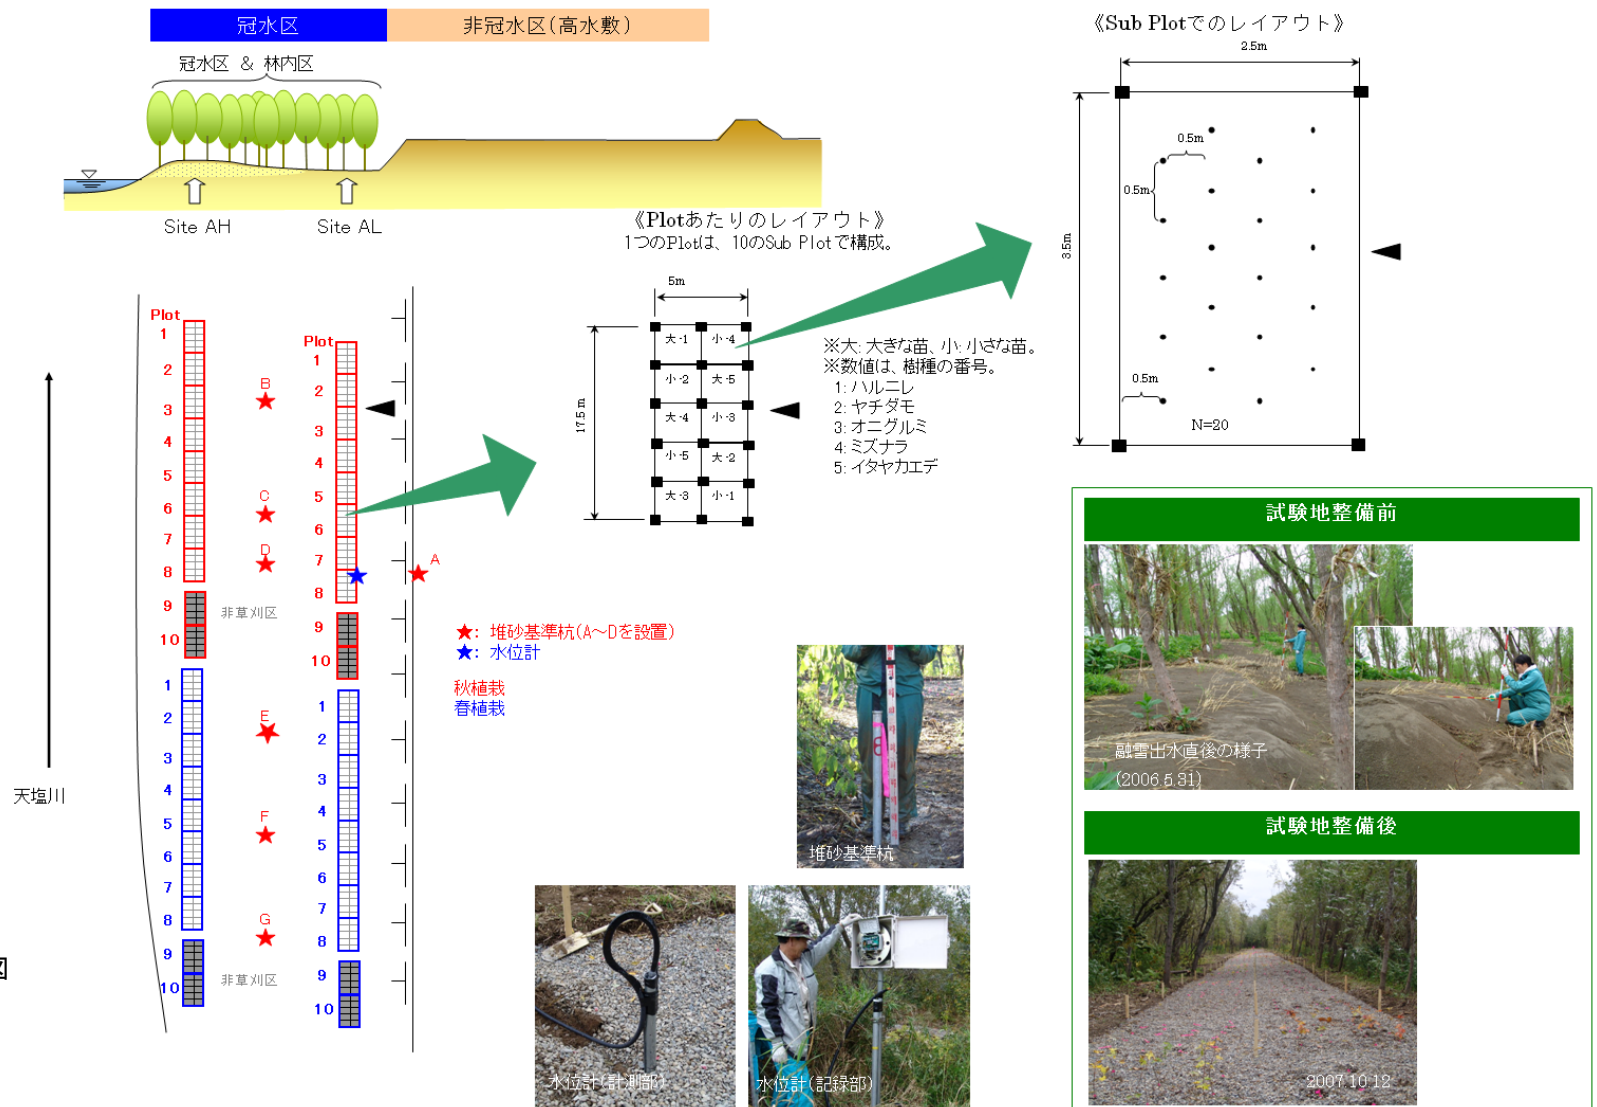 冠水区
非冠水区(高水敷)
冠水区 & 林内区
Site AH
Site AL
《Sub Plotでのレイアウト》
2.5m
3.5m
0.5m
0.5m
0.5m
N=20
《Plotあたりのレイアウト》
1つのPlotは、10のSub Plotで構成。
5m
17.5m
大-1
小-4
小-2
大-5
大-4
小-3
小-5
大-2
大-3
小-1
※大: 大きな苗、小: 小さな苗。
※数値は、樹種の番号。
1: ハルニレ
2: ヤチダモ
3: オニグルミ
4: ミズナラ
5: イタヤカエデ
天塩川
Plot
1
2
3
4
5
6
7
8
9
10
1
2
3
4
5
6
7
8
9
10
B
C
D
非草刈区
E
F
G
非草刈区
Plot
1
2
3
4
5
6
7
8
9
10
1
2
3
4
5
6
7
8
9
10
A
★: 堆砂基準杭(A～Dを設置)
★: 水位計
秋植栽
春植栽
図
堆砂基準杭
8
水位計(計測部)
水位計(記録部)
試験地整備前
融雪出水直後の様子
(2006.5.31)
試験地整備後
2007.10.12